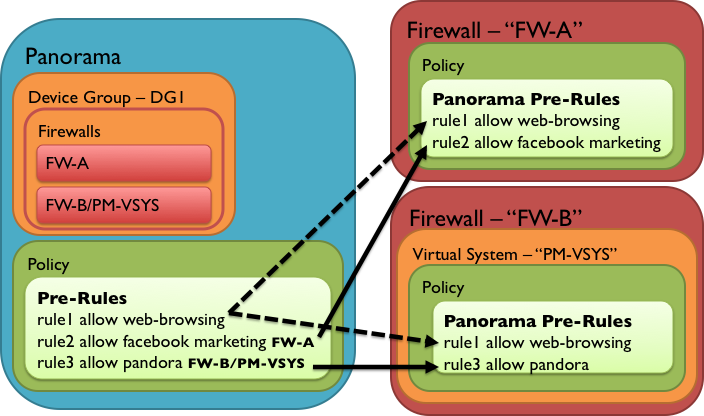 Panorama
Device Group – DG1
Firewalls
FW-A
FW-B/PM-VSYS
Policy
Pre-Rules
rule1 allow web-browsing
rule2 allow facebook marketing FW-A
rule3 allow pandora FW-B/PM-VSYS
Firewall – “FW-A”
Policy
Panorama Pre-Rules
rule1 allow web-browsing
rule2 allow facebook marketing
Firewall – “FW-B”
Virtual System – “PM-VSYS”
Policy
Panorama Pre-Rules
rule1 allow web-browsing
rule3 allow pandora